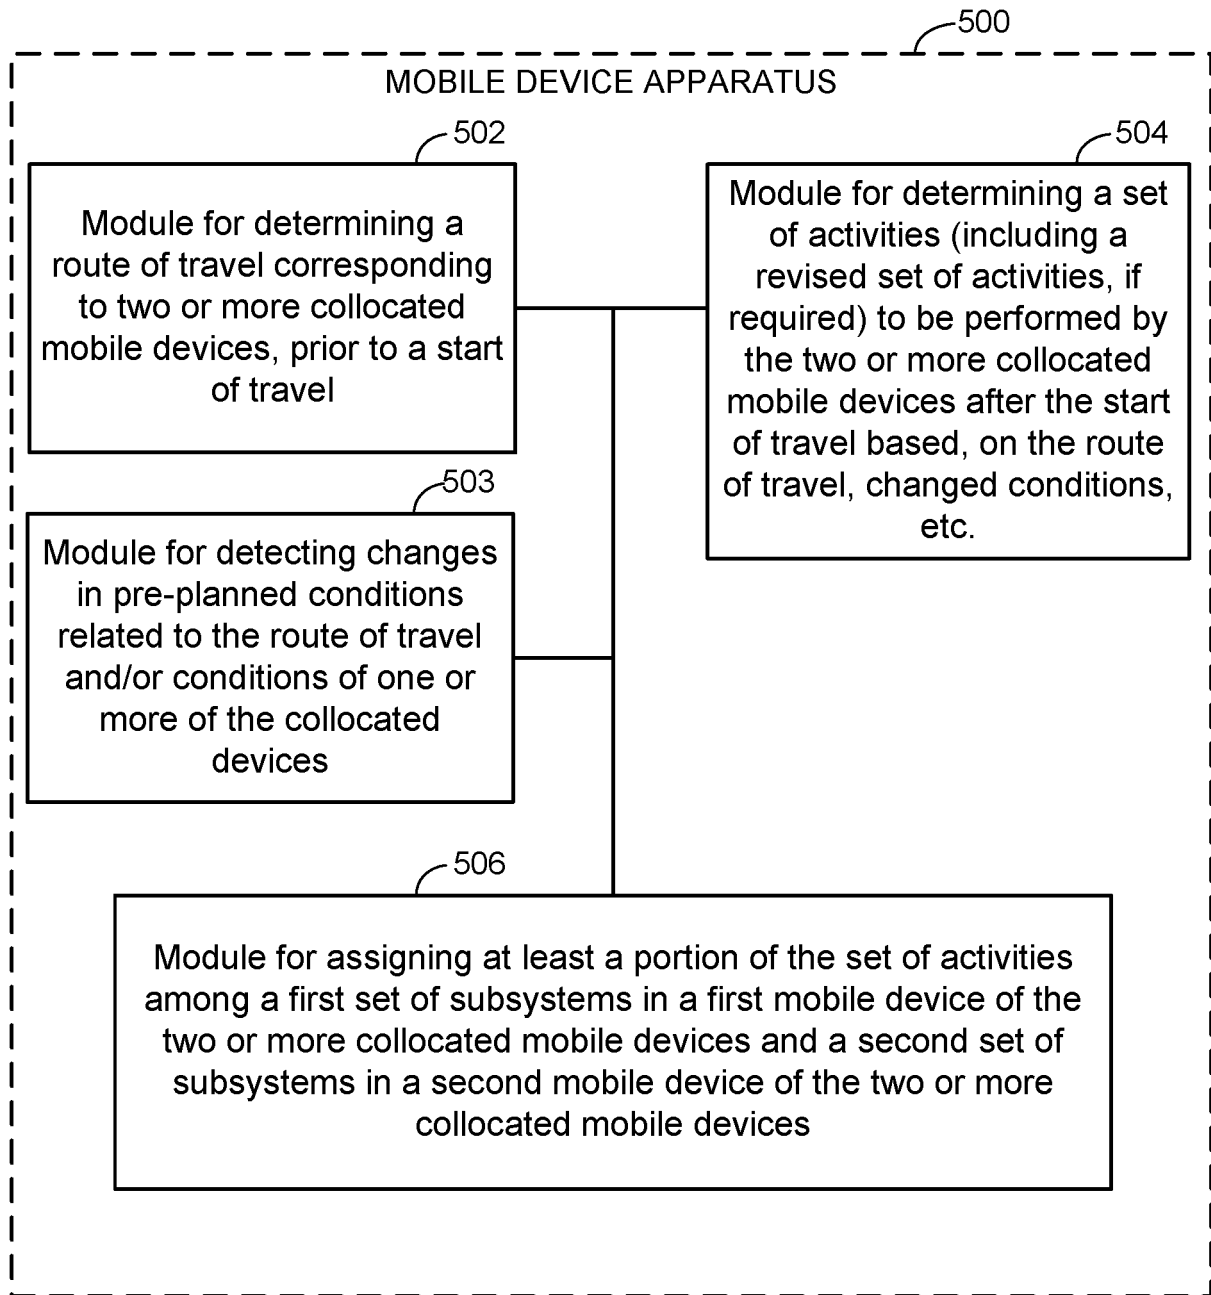 500
MOBILE DEVICE APPARATUS
502
Module for determining a
route of travel corresponding
to two or more collocated
mobile devices, prior to a start
of travel
504
Module for determining a set
of activities (including a
revised set of activities, if
required) to be performed by
the two or more collocated
mobile devices after the start
of travel based, on the route
of travel, changed conditions,
etc.
503
Module for detecting changes
in pre-planned conditions
related to the route of travel
and/or conditions of one or
more of the collocated
devices
506
Module for assigning at least a portion of the set of activities
among a first set of subsystems in a first mobile device of the
two or more collocated mobile devices and a second set of
subsystems in a second mobile device of the two or more
collocated mobile devices